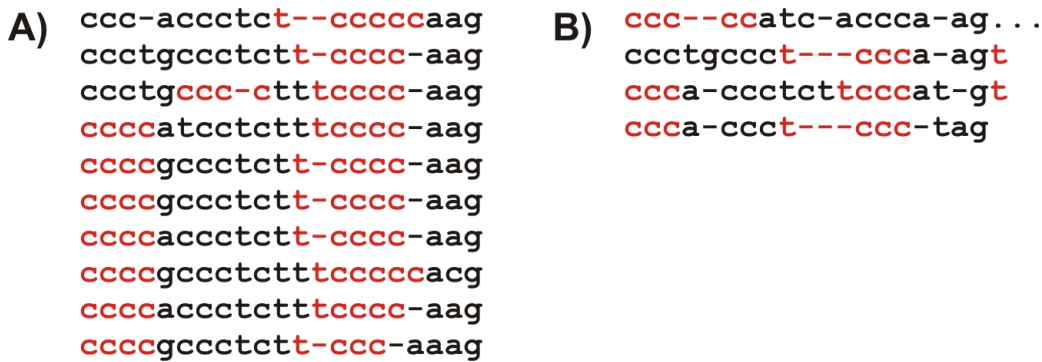 A)
ccc-accctct--cccccaag
ccctgccctctt-cccc-aag
ccctgccc-ctttcccc-aag
ccccatcctctttcccc-aag
ccccgccctctt-cccc-aag
ccccgccctctt-cccc-aag
ccccaccctctt-cccc-aag
ccccgccctctttcccccacg
ccccaccctctttcccc-aag
ccccgccctctt-ccc-aaag
B)
ccc--ccatc-accca-ag...
ccctgccct---ccca-agt
ccca-ccctcttcccat-gt
ccca-ccct---ccc-tag